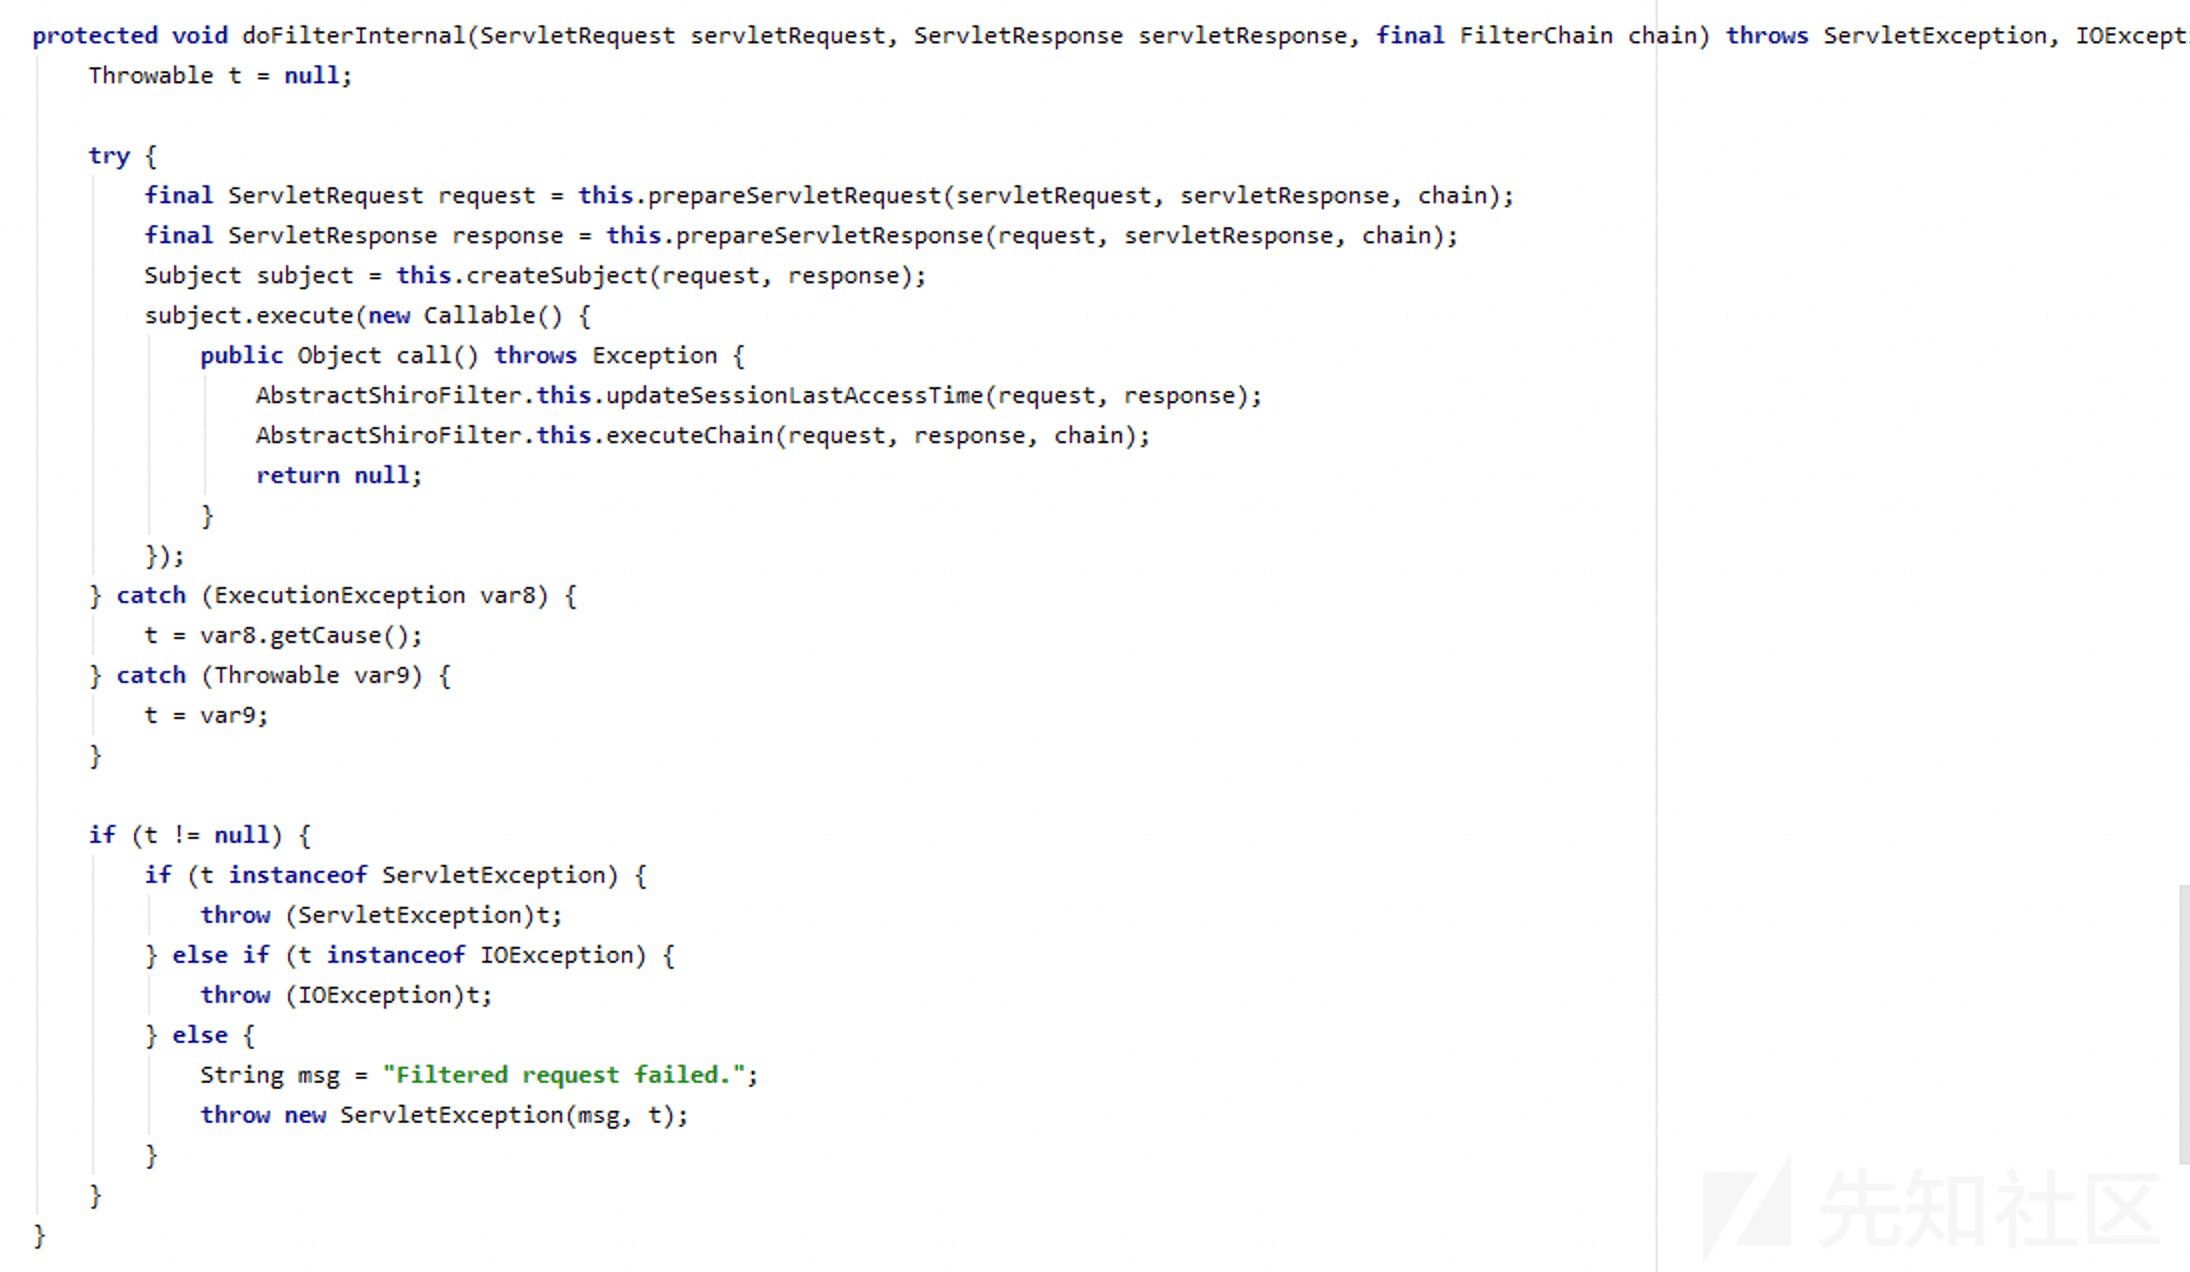 protected void doFilterInternal(ServletRequest servletRequest, ServletResponse servletResponse, final FilterChain chain) throws ServletException, IOExcept
Throwable t = null;
try {
final ServletRequest request = this.prepareServletRequest(servletRequest, servletResponse, chain);
final ServletResponse response = this.prepareServletResponse(request, servletResponse, chain);
Subject subject = this.createSubject(request, response);
subject.execute(new Callable() {
public Object call() throws Exception {
AbstractShiroFilter.this.updateSessionLastAccessTime(request, response);
AbstractShiroFilter.this.executeChain(request, response, chain);
return null;
}
});
} catch (ExecutionException var8) {
t = var8.getCause();
} catch (Throwable var9) {
t = var9;
}
if (t != null) {
if (t instanceof ServletException) {
throw (ServletException)t;
} else if (t instanceof IOException) {
throw (IOException)t;
} else {
String msg = "Filtered request failed.";
throw new ServletException(msg, t);
}
}
}
先知社区